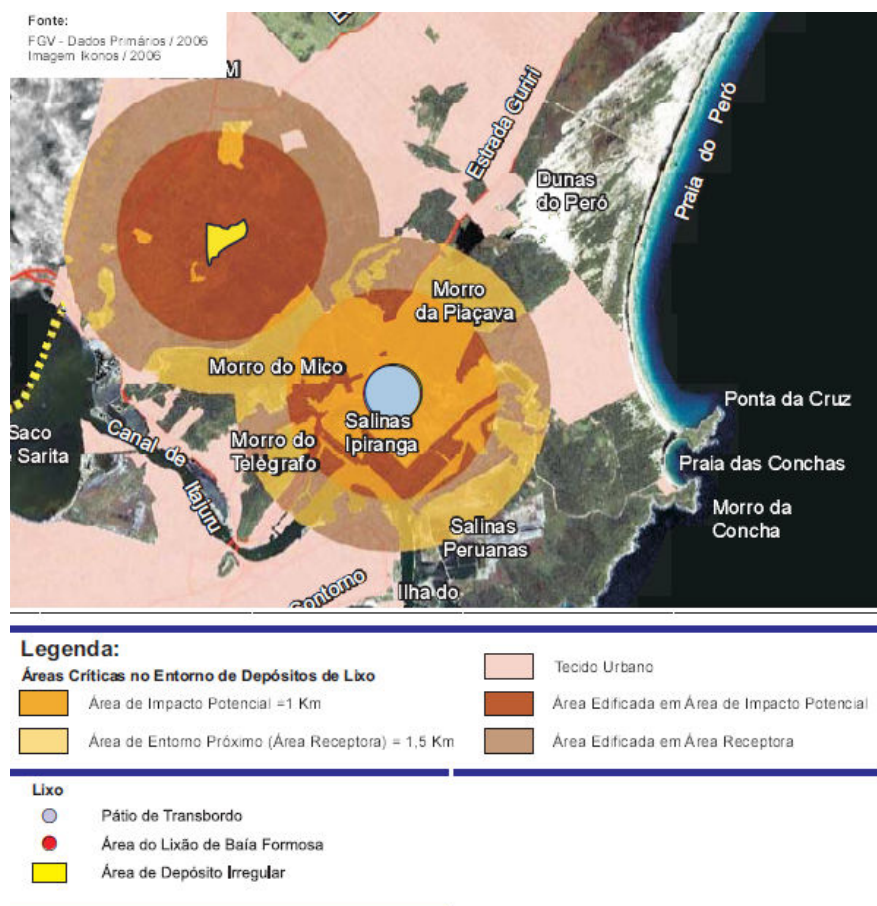 Fonte:
FGV - Dados Primários / 2006
Imagem Ikonos / 2006
M
Estrada Guriri
Praia do Peró
Dunas
do Peró
Morro
da Piaçava
Morro do Mico
Salinas
Ipiranga
Morro do
Telégrafo
Saco
Sarita
Canal de Itajuru
Ponta da Cruz
Praia das Conchas
Morro da
Concha
Salinas
Peruanas
Contorno
Ilha do
Legenda:
Áreas Críticas no Entorno de Depósitos de Lixo
Área de Impacto Potencial =1 Km
Área de Entorno Próximo (Área Receptora) = 1,5 Km
Tecido Urbano
Área Edificada em Área de Impacto Potencial
Área Edificada em Área Receptora
Lixo
Pátio de Transbordo
Área do Lixão de Baía Formosa
Área de Depósito Irregular